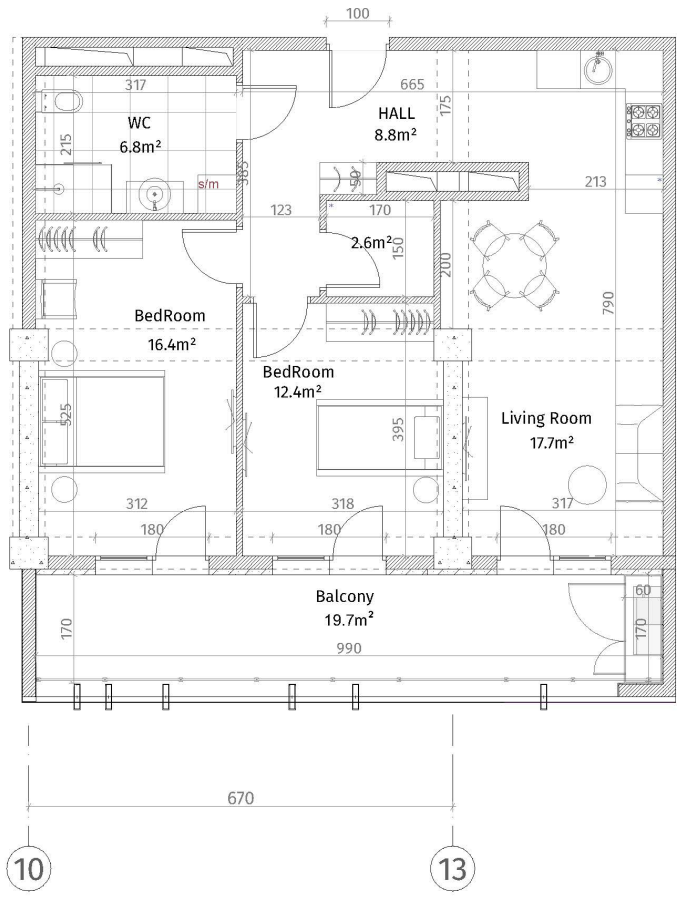 100
317
665
WC
6.8m²
HALL
8.8m²
175
215
385
50
s/m
213
123
170
2.6m²
150
200
790
BedRoom
16.4m²
BedRoom
12.4m²
525
395
Living Room
17.7m²
312
318
317
180
180
180
Balcony
19.7m²
60
170
170
990
670
10
13